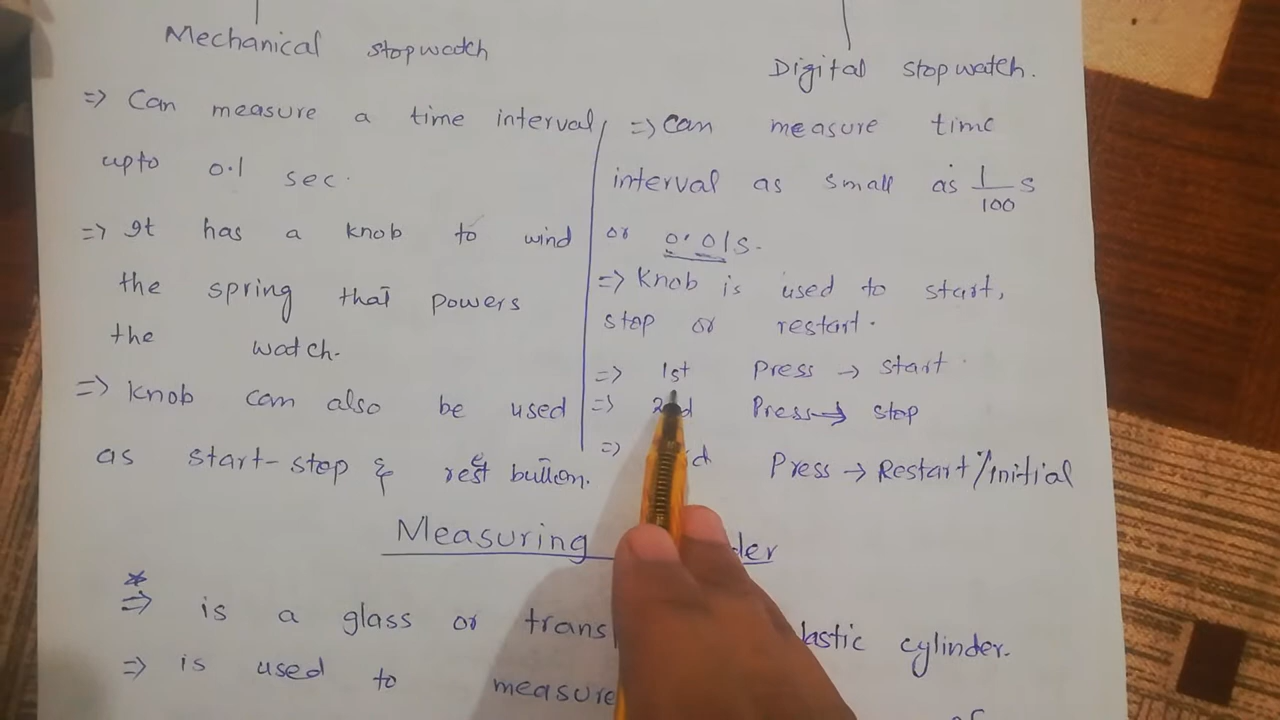 Mechanical stopwatch
=> Can measure a time interval
upto 0.1 sec.
=> It has a knob to wind
the spring that powers
the watch.
=> Knob can also be used
as start-stop & reset button.
Digital stopwatch.
=> Can measure time
interval as small as 1/100 s
or 0.01s.
=> Knob is used to start,
stop or restart.
=> 1st Press → start
=> 2nd Press → stop
=> Press → Restart/initial
Measuring
=> is a glass or
cylinder.
=> is used to measure